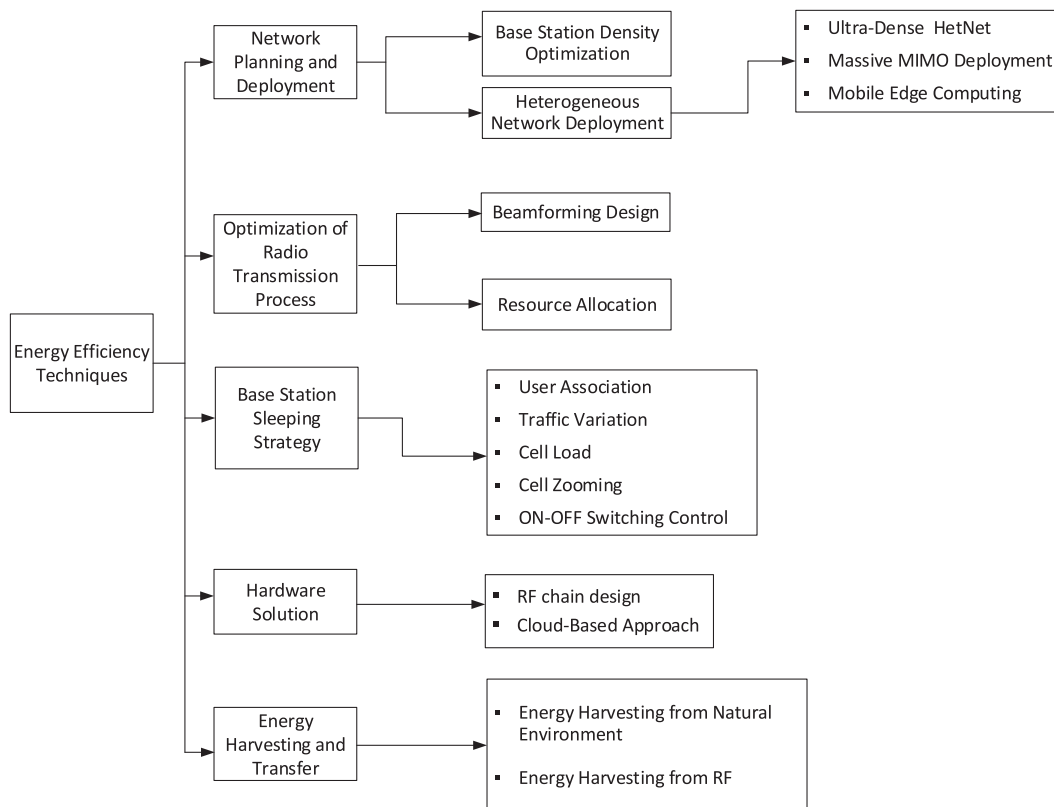 Energy Efficiency
Techniques
Network
Planning and
Deployment
Base Station Density
Optimization
Heterogeneous
Network Deployment
▪ Ultra-Dense HetNet
▪ Massive MIMO Deployment
▪ Mobile Edge Computing
Optimization of
Radio
Transmission
Process
Beamforming Design
Resource Allocation
Base Station
Sleeping
Strategy
▪ User Association
▪ Traffic Variation
▪ Cell Load
▪ Cell Zooming
▪ ON-OFF Switching Control
Hardware
Solution
▪ RF chain design
▪ Cloud-Based Approach
Energy
Harvesting and
Transfer
▪ Energy Harvesting from Natural
Environment
▪ Energy Harvesting from RF